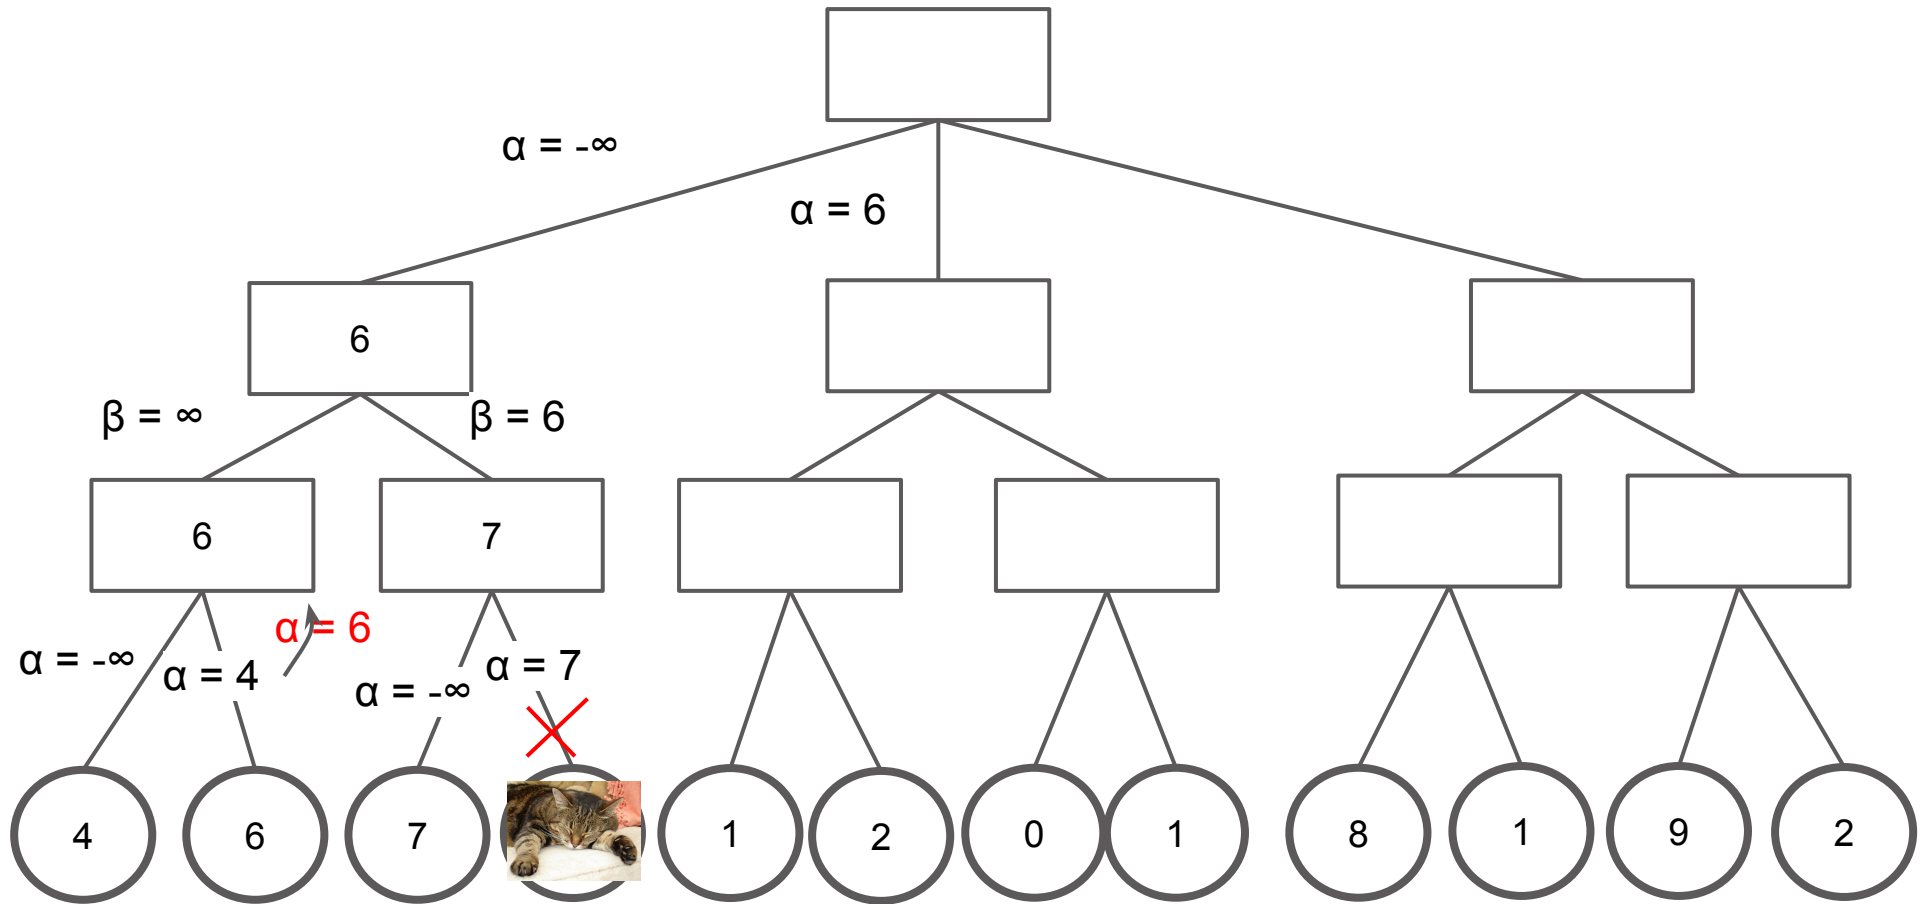 α = -∞
α = 6
6
β = ∞
β = 6
6
7
α = 6
α = -∞
α = 4
α = -∞
α = 7
4
6
7
1
2
0
1
8
1
9
2